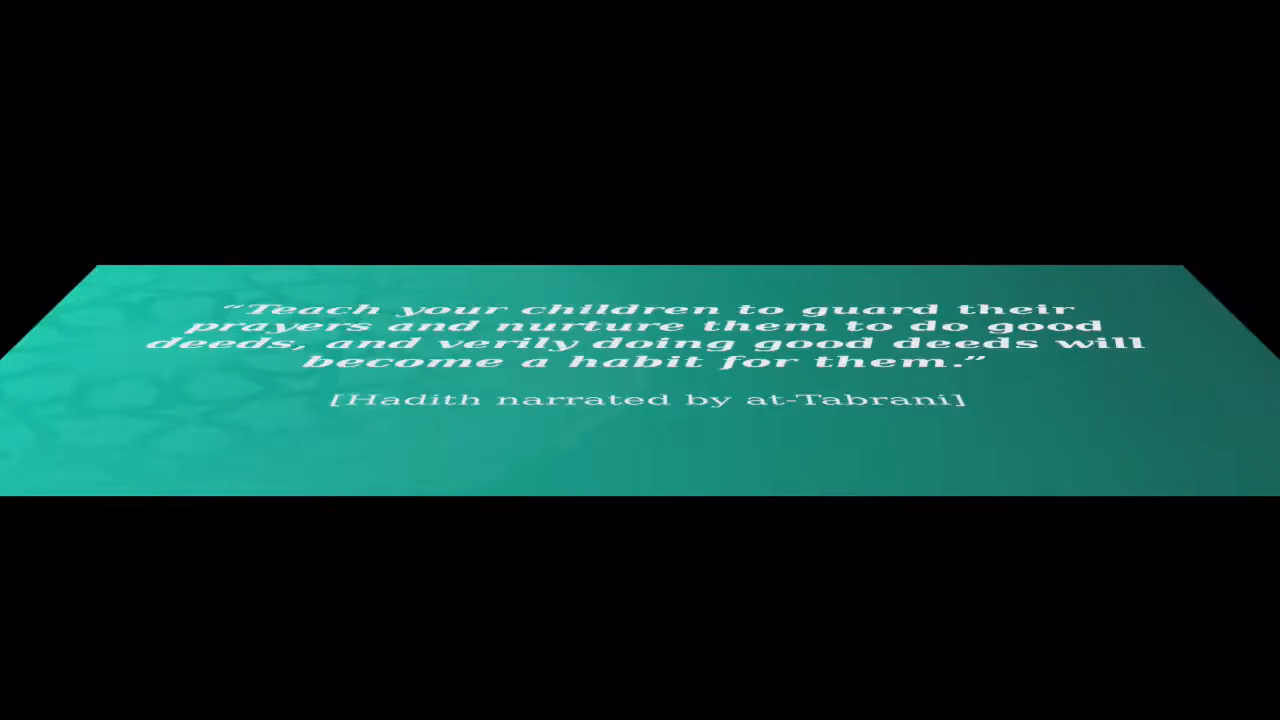 “Teach your children to guard their
prayers and nurture them to do good
deeds, and verily doing good deeds will
become a habit for them.”
[Hadith narrated by at-Tabrani]